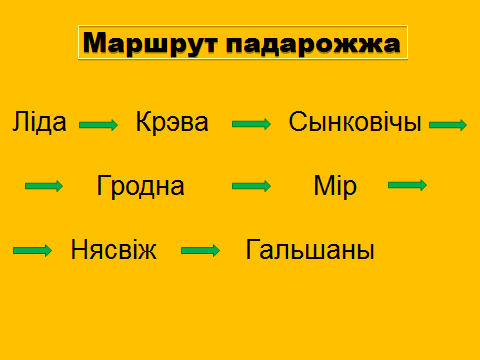 Маршрут падарожжа
Ліда Крэва Сынковічы
Гродна Мір
Нясвіж Гальшаны